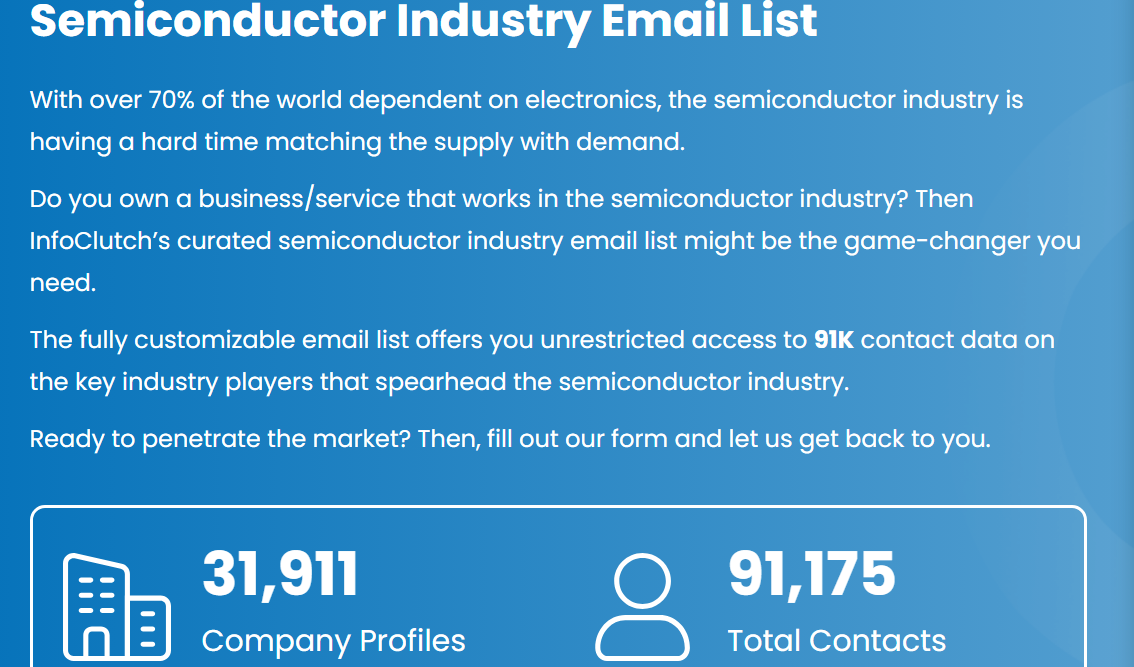 Semiconductor Industry Email List
With over 70% of the world dependent on electronics, the semiconductor industry is
having a hard time matching the supply with demand.
Do you own a business/service that works in the semiconductor industry? Then
InfoClutch’s curated semiconductor industry email list might be the game-changer you
need.
The fully customizable email list offers you unrestricted access to 91K contact data on
the key industry players that spearhead the semiconductor industry.
Ready to penetrate the market? Then, fill out our form and let us get back to you.
31,911
Company Profiles
91,175
Total Contacts